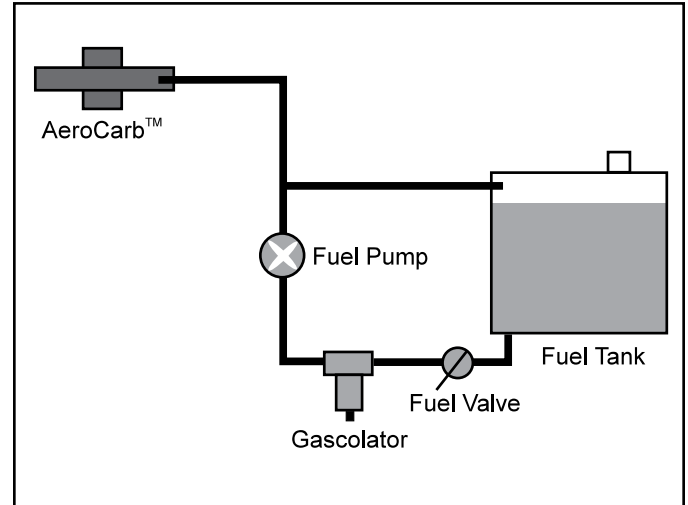 AeroCarb™
Fuel Pump
Fuel Tank
Fuel Valve
Gascolator